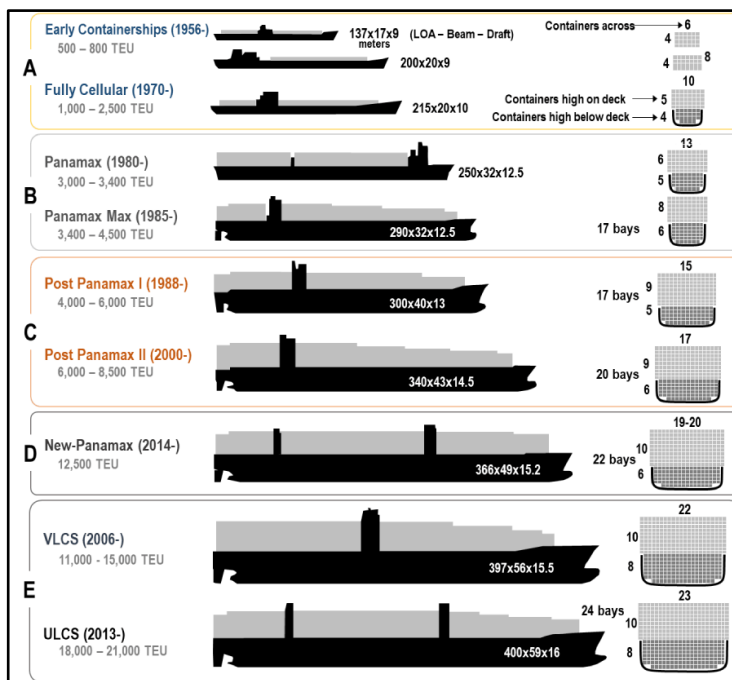 Early Containerships (1956-)
500 – 800 TEU
137x17x9
meters
(LOA – Beam – Draft)
Containers across
6
4
200x20x9
4
8
A
Fully Cellular (1970-)
1,000 – 2,500 TEU
215x20x10
10
Containers high on deck
5
Containers high below deck
4
B
Panamax (1980-)
3,000 – 3,400 TEU
250x32x12.5
13
6
5
Panamax Max (1985-)
3,400 – 4,500 TEU
290x32x12.5
17 bays
8
6
C
Post Panamax I (1988-)
4,000 – 6,000 TEU
300x40x13
17 bays
15
9
5
Post Panamax II (2000-)
6,000 – 8,500 TEU
340x43x14.5
20 bays
17
9
6
D
New-Panamax (2014-)
12,500 TEU
366x49x15.2
22 bays
19-20
10
6
E
VLCS (2006-)
11,000 - 15,000 TEU
397x56x15.5
22
10
8
ULCS (2013-)
18,000 – 21,000 TEU
400x59x16
24 bays
23
10
8